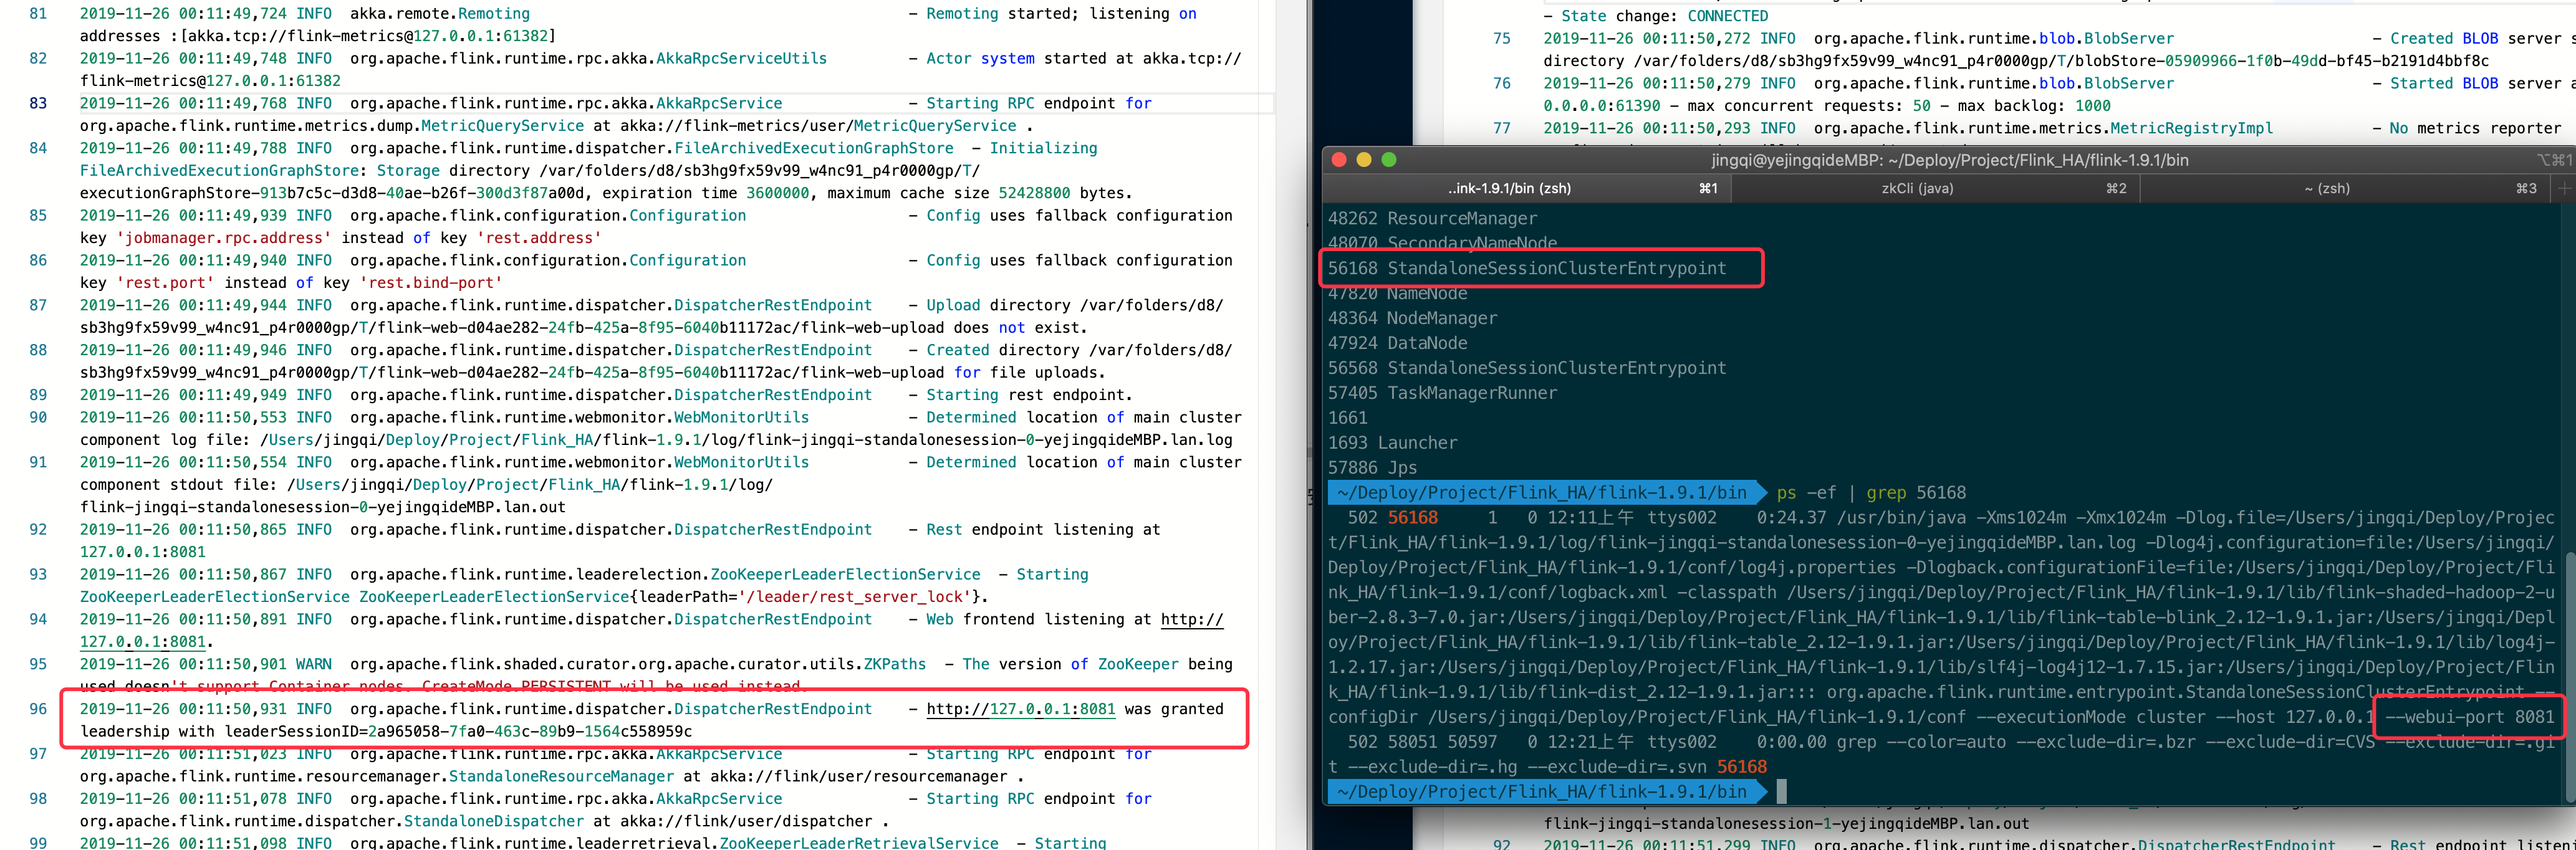 81 2019-11-26 00:11:49,724 INFO akka.remote.Remoting - Remoting started; listening on
addresses :[akka.tcp://flink-metrics@127.0.0.1:61382]
82 2019-11-26 00:11:49,748 INFO org.apache.flink.runtime.rpc.akka.AkkaRpcServiceUtils - Actor system started at akka.tcp://
flink-metrics@127.0.0.1:61382
83 2019-11-26 00:11:49,768 INFO org.apache.flink.runtime.rpc.akka.AkkaRpcService - Starting RPC endpoint for
org.apache.flink.runtime.metrics.dump.MetricQueryService at akka://flink-metrics/user/MetricQueryService .
84 2019-11-26 00:11:49,788 INFO org.apache.flink.runtime.dispatcher.FileArchivedExecutionGraphStore - Initializing
FileArchivedExecutionGraphStore: Storage directory /var/folders/d8/sb3hg9fx59v99_w4nc91_p4r0000gp/T/
executionGraphStore-913b7c5c-d3d8-40ae-b26f-300d3f87a00d, expiration time 3600000, maximum cache size 52428800 bytes.
85 2019-11-26 00:11:49,939 INFO org.apache.flink.configuration.Configuration - Config uses fallback configuration
key 'jobmanager.rpc.address' instead of key 'rest.address'
86 2019-11-26 00:11:49,940 INFO org.apache.flink.configuration.Configuration - Config uses fallback configuration
key 'rest.port' instead of key 'rest.bind-port'
87 2019-11-26 00:11:49,944 INFO org.apache.flink.runtime.dispatcher.DispatcherRestEndpoint - Upload directory /var/folders/d8/
sb3hg9fx59v99_w4nc91_p4r0000gp/T/flink-web-d04ae282-24fb-425a-8f95-6040b11172ac/flink-web-upload does not exist.
88 2019-11-26 00:11:49,946 INFO org.apache.flink.runtime.dispatcher.DispatcherRestEndpoint - Created directory /var/folders/d8/
sb3hg9fx59v99_w4nc91_p4r0000gp/T/flink-web-d04ae282-24fb-425a-8f95-6040b11172ac/flink-web-upload for file uploads.
89 2019-11-26 00:11:49,949 INFO org.apache.flink.runtime.dispatcher.DispatcherRestEndpoint - Starting rest endpoint.
90 2019-11-26 00:11:50,553 INFO org.apache.flink.runtime.webmonitor.WebMonitorUtils - Determined location of main cluster
component log file: /Users/jingqi/Deploy/Project/Flink_HA/flink-1.9.1/log/flink-jingqi-standalonesession-0-yejingqideMBP.lan.log
91 2019-11-26 00:11:50,554 INFO org.apache.flink.runtime.webmonitor.WebMonitorUtils - Determined location of main cluster
component stdout file: /Users/jingqi/Deploy/Project/Flink_HA/flink-1.9.1/log/
flink-jingqi-standalonesession-0-yejingqideMBP.lan.out
92 2019-11-26 00:11:50,865 INFO org.apache.flink.runtime.dispatcher.DispatcherRestEndpoint - Rest endpoint listening at
127.0.0.1:8081
93 2019-11-26 00:11:50,867 INFO org.apache.flink.runtime.leaderelection.ZooKeeperLeaderElectionService - Starting
ZooKeeperLeaderElectionService ZooKeeperLeaderElectionService{leaderPath='/leader/rest_server_lock'}.
94 2019-11-26 00:11:50,891 INFO org.apache.flink.runtime.dispatcher.DispatcherRestEndpoint - Web frontend listening at http://
127.0.0.1:8081.
95 2019-11-26 00:11:50,901 WARN org.apache.flink.shaded.curator.org.apache.curator.utils.ZKPaths - The version of ZooKeeper being
used doesn't support Container nodes. CreateMode.PERSISTENT will be used instead.
96 2019-11-26 00:11:50,931 INFO org.apache.flink.runtime.dispatcher.DispatcherRestEndpoint - http://127.0.0.1:8081 was granted
leadership with leaderSessionID=2a965058-7fa0-463c-89b9-1564c558959c
97 2019-11-26 00:11:51,023 INFO org.apache.flink.runtime.rpc.akka.AkkaRpcService - Starting RPC endpoint for
org.apache.flink.runtime.resourcemanager.StandaloneResourceManager at akka://flink/user/resourcemanager .
98 2019-11-26 00:11:51,078 INFO org.apache.flink.runtime.rpc.akka.AkkaRpcService - Starting RPC endpoint for
org.apache.flink.runtime.dispatcher.StandaloneDispatcher at akka://flink/user/dispatcher .
99 2019-11-26 00:11:51,098 INFO org.apache.flink.runtime.leaderretrieval.ZooKeeperLeaderRetrievalService - Starting
- State change: CONNECTED
75 2019-11-26 00:11:50,272 INFO org.apache.flink.runtime.blob.BlobServer - Created BLOB server
directory /var/folders/d8/sb3hg9fx59v99_w4nc91_p4r0000gp/T/blobStore-05909966-1f0b-49dd-bf45-b2191d4bbf8c
76 2019-11-26 00:11:50,279 INFO org.apache.flink.runtime.blob.BlobServer - Started BLOB server
0.0.0.0:61390 - max concurrent requests: 50 - max backlog: 1000
77 2019-11-26 00:11:50,293 INFO org.apache.flink.runtime.metrics.MetricRegistryImpl - No metrics reporter
jingqi@yejingqideMBP: ~/Deploy/Project/Flink_HA/flink-1.9.1/bin ⌥⌘1
..ink-1.9.1/bin (zsh) ⌘1 zkCli (java) ⌘2 ~ (zsh) ⌘3
48262 ResourceManager
48070 SecondaryNameNode
56168 StandaloneSessionClusterEntrypoint
47820 NameNode
48364 NodeManager
47924 DataNode
56568 StandaloneSessionClusterEntrypoint
57405 TaskManagerRunner
1661
1693 Launcher
57886 Jps
~/Deploy/Project/Flink_HA/flink-1.9.1/bin ps -ef | grep 56168
502 56168 1 0 12:11上午 ttys002 0:24.37 /usr/bin/java -Xms1024m -Xmx1024m -Dlog.file=/Users/jingqi/Deploy/Projec
t/Flink_HA/flink-1.9.1/log/flink-jingqi-standalonesession-0-yejingqideMBP.lan.log -Dlog4j.configuration=file:/Users/jingqi/
Deploy/Project/Flink_HA/flink-1.9.1/conf/log4j.properties -Dlogback.configurationFile=file:/Users/jingqi/Deploy/Project/Fli
nk_HA/flink-1.9.1/conf/logback.xml -classpath /Users/jingqi/Deploy/Project/Flink_HA/flink-1.9.1/lib/flink-shaded-hadoop-2-u
ber-2.8.3-7.0.jar:/Users/jingqi/Deploy/Project/Flink_HA/flink-1.9.1/lib/flink-table-blink_2.12-1.9.1.jar:/Users/jingqi/Depl
oy/Project/Flink_HA/flink-1.9.1/lib/flink-table_2.12-1.9.1.jar:/Users/jingqi/Deploy/Project/Flink_HA/flink-1.9.1/lib/log4j-
1.2.17.jar:/Users/jingqi/Deploy/Project/Flink_HA/flink-1.9.1/lib/slf4j-log4j12-1.7.15.jar:/Users/jingqi/Deploy/Project/Flin
k_HA/flink-1.9.1/lib/flink-dist_2.12-1.9.1.jar::: org.apache.flink.runtime.entrypoint.StandaloneSessionClusterEntrypoint --
configDir /Users/jingqi/Deploy/Project/Flink_HA/flink-1.9.1/conf --executionMode cluster --host 127.0.0.1 --webui-port 8081
502 58051 50597 0 12:21上午 ttys002 0:00.00 grep --color=auto --exclude-dir=.bzr --exclude-dir=CVS --exclude-dir=.gi
t --exclude-dir=.hg --exclude-dir=.svn 56168
~/Deploy/Project/Flink_HA/flink-1.9.1/bin
flink-jingqi-standalonesession-1-yejingqideMBP.lan.out
92 2019-11-26 00:11:51,299 INFO org.apache.flink.runtime.dispatcher.DispatcherRestEndpoint - Rest endpoint